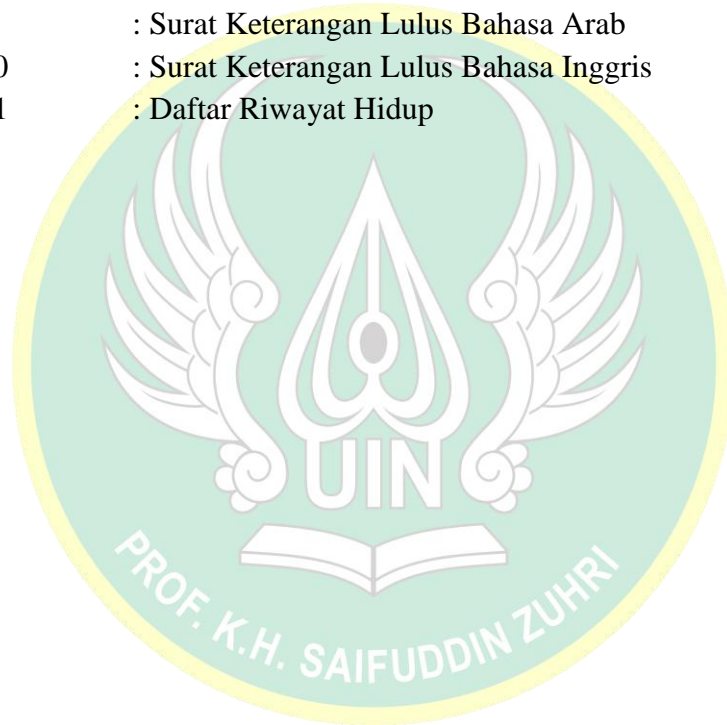 : Surat Keterangan Lulus Bahasa Arab
0 : Surat Keterangan Lulus Bahasa Inggris
1 : Daftar Riwayat Hidup
UIN
PROF. K.H. SAIFUDDIN ZUHRI